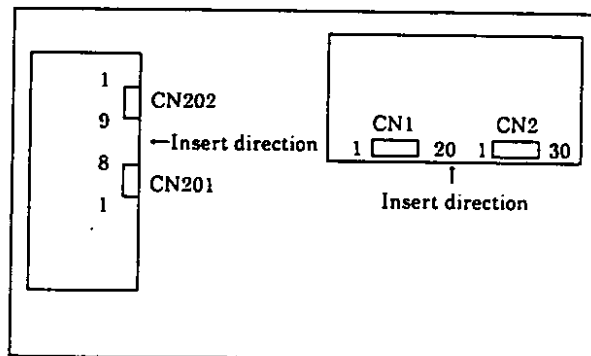 1
CN202
9
←Insert direction
8
CN201
1
CN1
CN2
1
20
1
30
↑
Insert direction